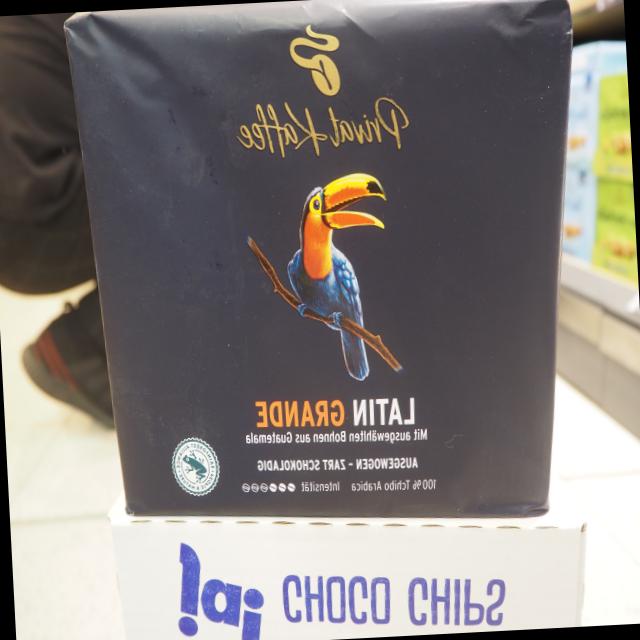 Privat Kaffee
LATIN GRANDE
Mit ausgewählten Bohnen aus Guatemala
AUSGEWOGEN - ZART SCHOKOLADIG
100% Tchibo Arabica Intensität
ja! CHOCO CHIPS